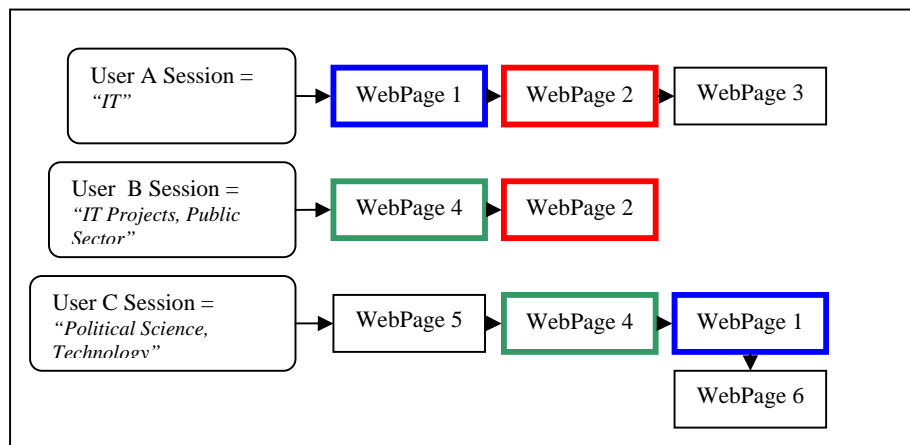 User A Session =
“IT”
WebPage 1
WebPage 2
WebPage 3
User B Session =
“IT Projects, Public
Sector”
WebPage 4
WebPage 2
User C Session =
“Political Science,
Technology”
WebPage 5
WebPage 4
WebPage 1
WebPage 6